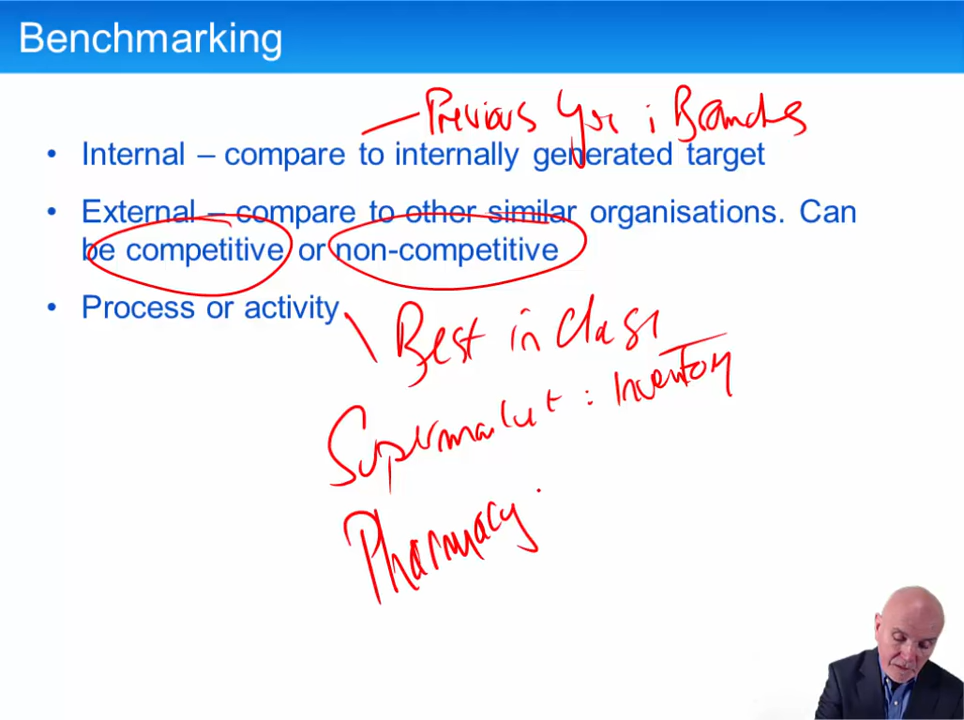 Benchmarking
Previous Year ; Branches
• Internal – compare to internally generated target
• External – compare to other similar organisations. Can
be competitive or non-competitive
• Process or activity
Best in Class
Supermarket : Inventory
Pharmacy